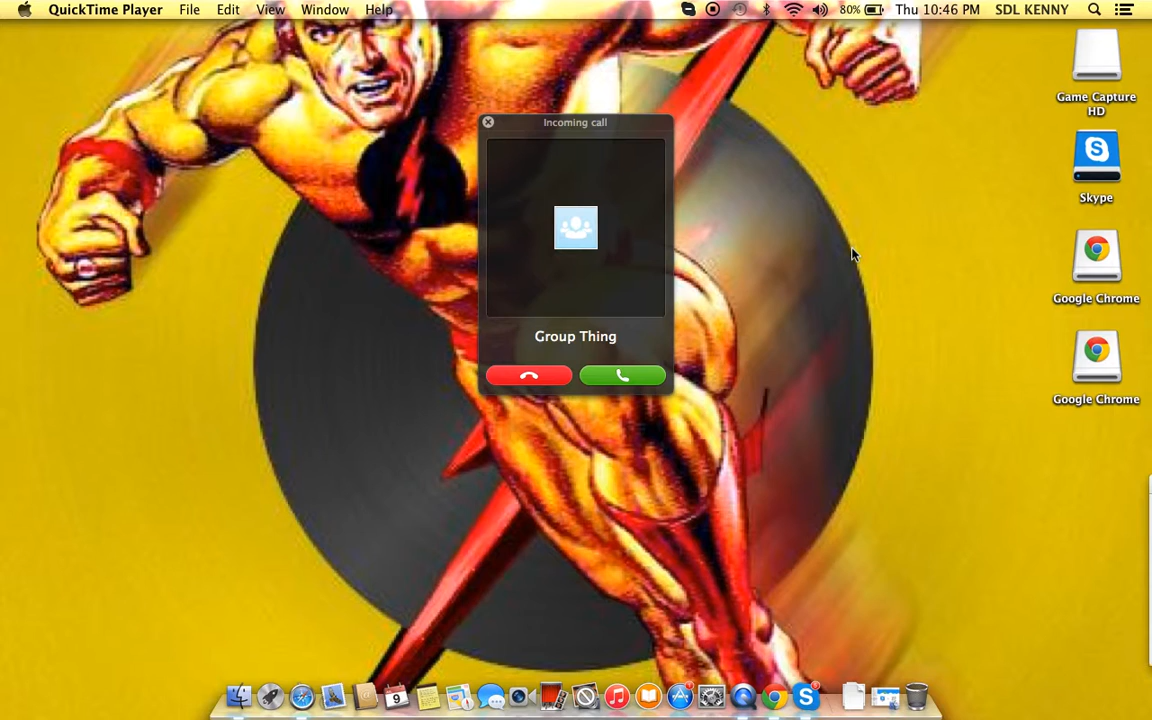 QuickTime Player File Edit View Window Help 80% Thu 10:46 PM SDL KENNY
Game Capture
HD
Incoming call
Skype
Google Chrome
Group Thing
Google Chrome
9